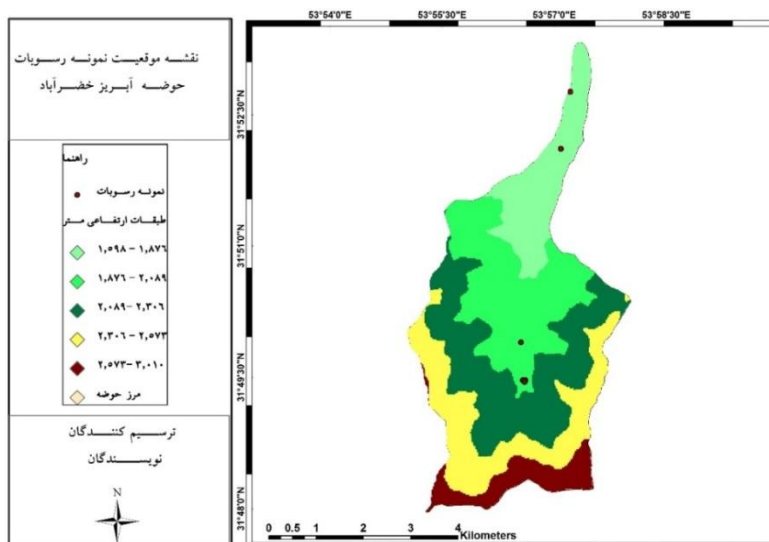 نقشه موقعیت نمونه رسوبات
حوضه آبریز خضرآباد
راهنما
نمونه رسوبات
طبقات ارتفاعی متر
۱,۵۹۸ – ۱,۸۷۶
۱,۸۷۶ – ۲,۰۸۹
۲,۰۸۹–۲,۳۰۶
۲,۳۰۶ – ۲,۵۷۳
۲,۵۷۳–۳,۰۱۰
مرز حوضه
ترسیم کنندگان
نویسندگان
N
53°54'0"E 53°55'30"E 53°57'0"E 53°58'30"E
31°52'30"N
31°51'0"N
31°49'30"N
31°48'0"N
0 0.5 1 2 3 4
Kilometers